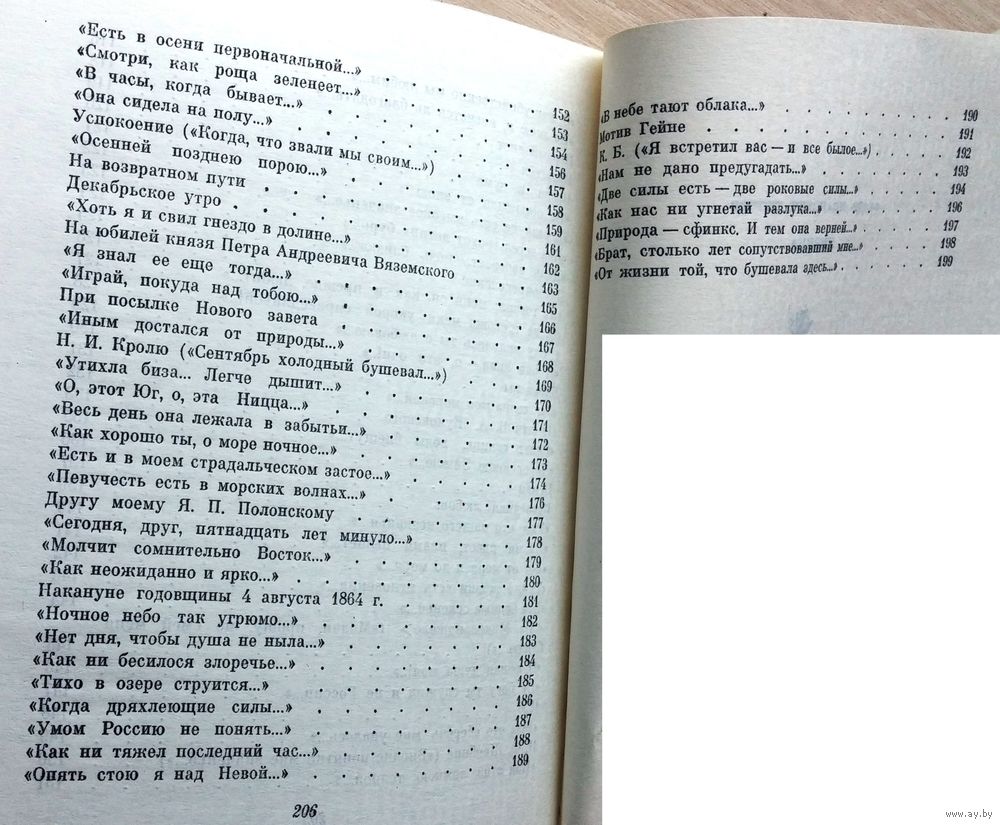 «Есть в осени первоначальной...» . . . . . . . 152
«Смотри, как роща зеленеет...» . . . . . . . 153
«В часы, когда бывает...» . . . . . . . . 154
«Она сидела на полу...» . . . . . . . . 156
Успокоение («Когда, что звали мы своим...») . . . . 157
«Осенней позднею порою...» . . . . . . . 158
На возвратном пути . . . . . . . . . 159
Декабрьское утро . . . . . . . . . . 161
«Хоть я и свил гнездо в долине...» . . . . . . 162
На юбилей князя Петра Андреевича Вяземского . . . 163
«Я знал ее еще тогда...» . . . . . . . . 165
«Играй, покуда над тобою...» . . . . . . . 166
При посылке Нового завета . . . . . . . 167
«Иным достался от природы...» . . . . . . . 168
Н. И. Кролю («Сентябрь холодный бушевал...») . . . 169
«Утихла биза... Легче дышит...» . . . . . . 170
«О, этот Юг, о, эта Ницца...» . . . . . . . 171
«Весь день она лежала в забытьи...» . . . . . . 172
«Как хорошо ты, о море ночное...» . . . . . . 173
«Есть и в моем страдальческом застое...» . . . . . 174
«Певучесть есть в морских волнах...» . . . . . . 176
Другу моему Я. П. Полонскому . . . . . . . 177
«Сегодня, друг, пятнадцать лет минуло...» . . . . 178
«Молчит сомнительно Восток...» . . . . . . . 179
«Как неожиданно и ярко...» . . . . . . . 180
Накануне годовщины 4 августа 1864 г. . . . . . 181
«Ночное небо так угрюмо...» . . . . . . . 182
«Нет дня, чтобы душа не ныла...» . . . . . . 183
«Как ни бесилося злоречье...» . . . . . . . 184
«Тихо в озере струится...» . . . . . . . . 185
«Когда дряхлеющие силы...» . . . . . . . 186
«Умом Россию не понять...» . . . . . . . 187
«Как ни тяжел последний час...» . . . . . . 188
«Опять стою я над Невой...» . . . . . . . 189
206
«В небе тают облака...» . . . . . . . . 190
Мотив Гейне . . . . . . . . . . . 191
К. Б. («Я встретил вас — и все былое...») . . . . . 192
«Нам не дано предугадать...» . . . . . . . 193
«Две силы есть — две роковые силы...» . . . . . 194
«Как нас ни угнетай разлука...» . . . . . . . 196
«Природа — сфинкс. И тем она верней...» . . . . . 197
«Брат, столько лет сопутствовавший мне...» . . . . . 198
«От жизни той, что бушевала здесь...» . . . . . . 199
www.ay.by